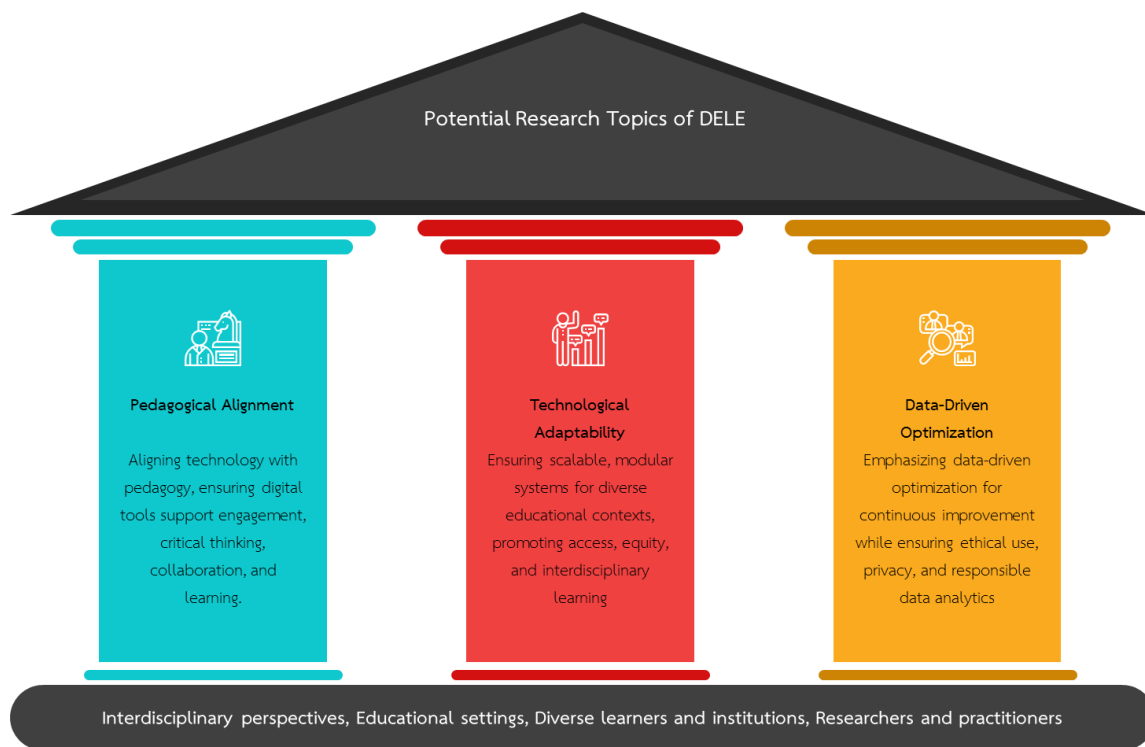 Potential Research Topics of DELE
Pedagogical Alignment
Aligning technology with
pedagogy, ensuring digital
tools support engagement,
critical thinking,
collaboration, and
learning.
Technological
Adaptability
Ensuring scalable, modular
systems for diverse
educational contexts,
promoting access, equity,
and interdisciplinary
learning
Data-Driven
Optimization
Emphasizing data-driven
optimization for
continuous improvement
while ensuring ethical use,
privacy, and responsible
data analytics
Interdisciplinary perspectives, Educational settings, Diverse learners and institutions, Researchers and practitioners